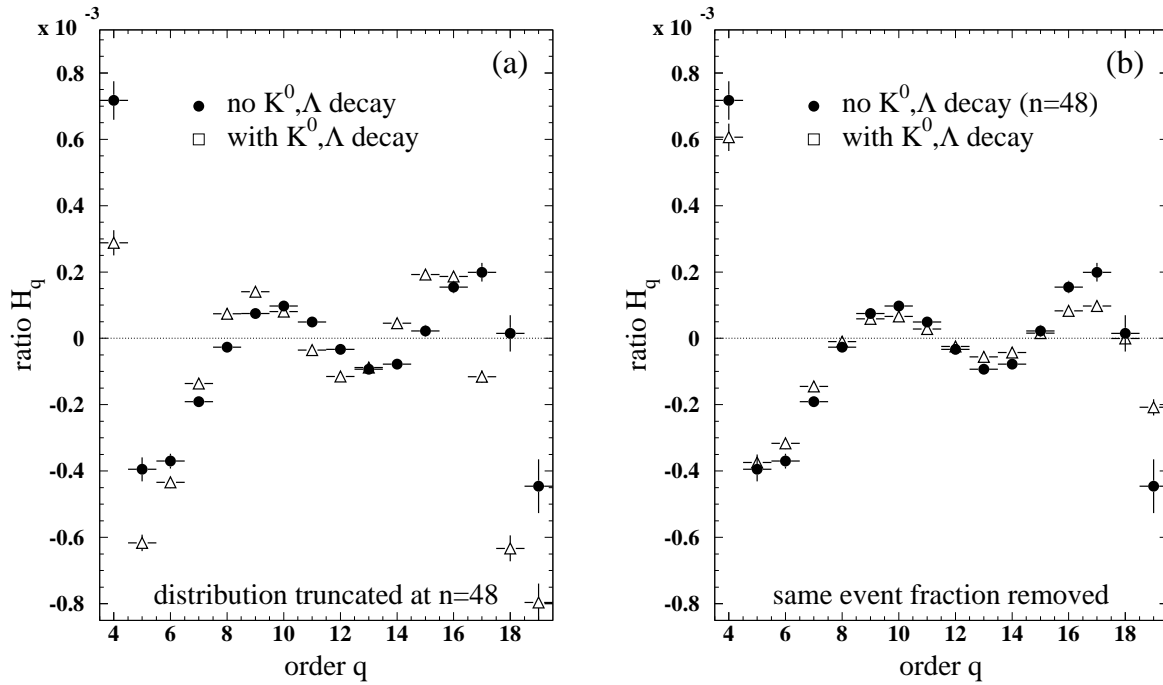 x 10 -3
(a)
0.8
0.6
0.4
0.2
0
-0.2
-0.4
-0.6
-0.8
ratio Hq
no K0,Λ decay
with K0,Λ decay
distribution truncated at n=48
4 6 8 10 12 14 16 18
order q
x 10 -3
(b)
0.8
0.6
0.4
0.2
0
-0.2
-0.4
-0.6
-0.8
ratio Hq
no K0,Λ decay (n=48)
with K0,Λ decay
same event fraction removed
4 6 8 10 12 14 16 18
order q